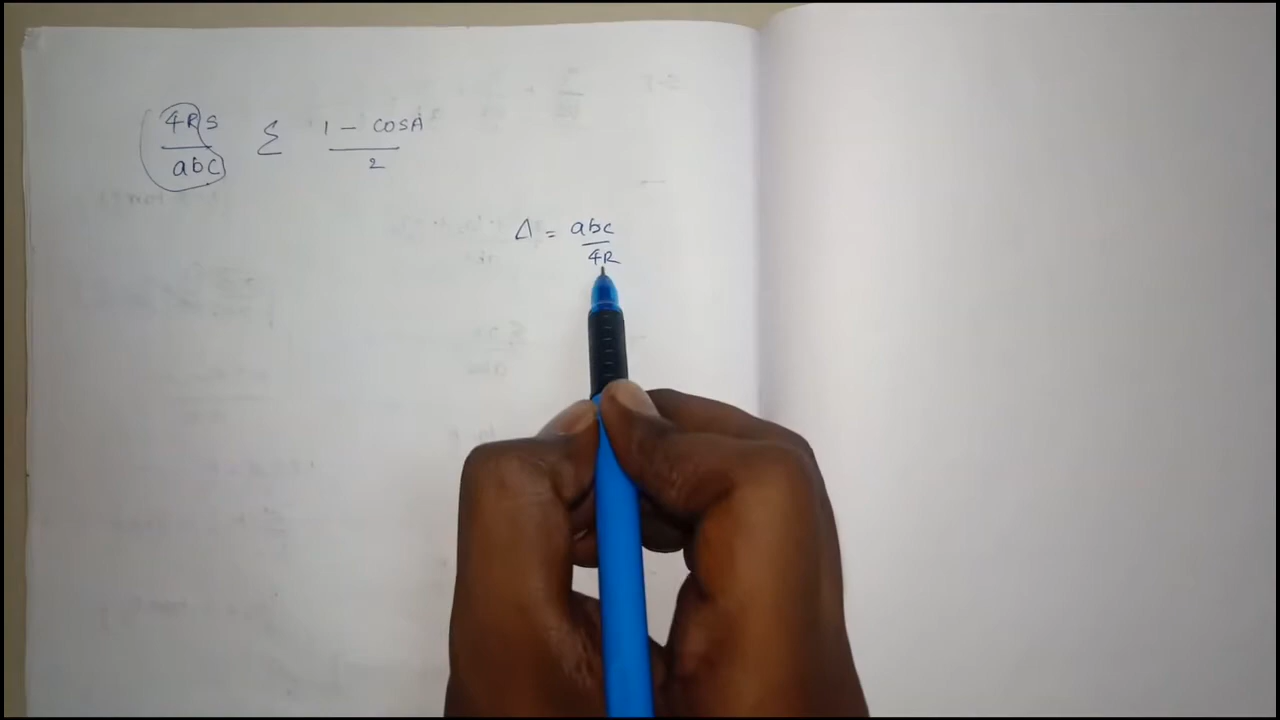 4RS/abc Σ 1 - cosA/2
Δ = abc/4R